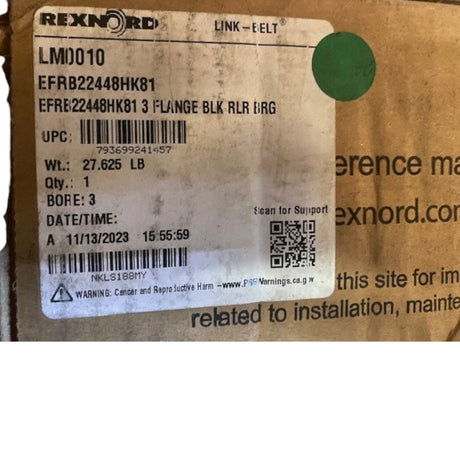 REXNORD LINK-BELT®
LM0010
EFRB22448HK81
EFRB22448HK81 3 FLANGE BLK RLR BRG
UPC:
793699241457
Wt.: 27.625 LB
Qty.: 1
BORE: 3
Scan for Support
DATE/TIME:
A 11/13/2023 15:55:59
NKLS188MY
WARNING: Cancer and Reproductive Harm -www.P65Warnings.ca.gov
erence ma
exnord.cor
this site for im
related to installation, mainte